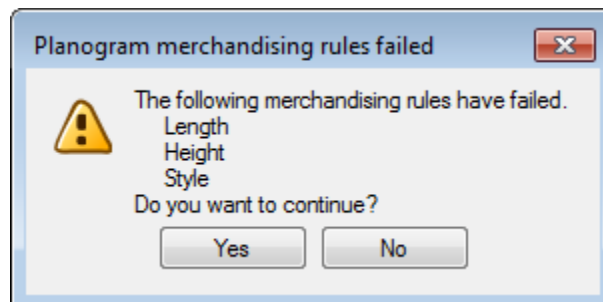 Planogram merchandising rules failed
The following merchandising rules have failed.
Length
Height
Style
Do you want to continue?
Yes
No